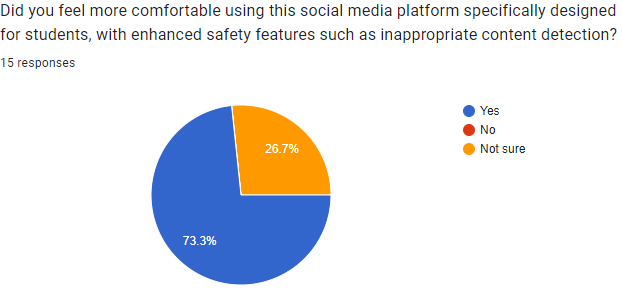 Did you feel more comfortable using this social media platform specifically designed
for students, with enhanced safety features such as inappropriate content detection?
15 responses
Yes
No
Not sure
26.7%
73.3%